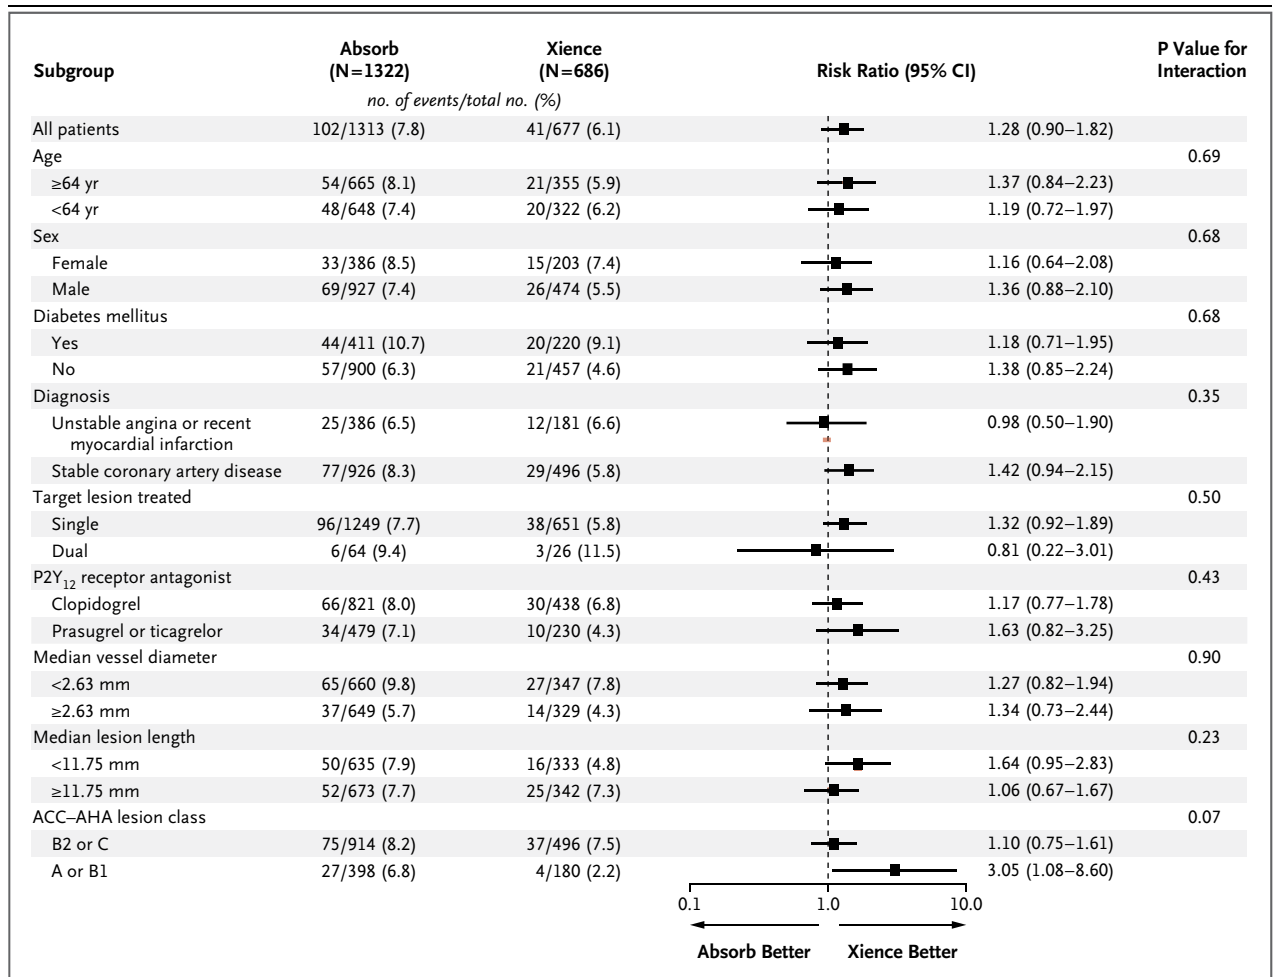 Subgroup Absorb (N=1322) Xience (N=686) Risk Ratio (95% CI) P Value for Interaction
no. of events/total no. (%)
All patients 102/1313 (7.8) 41/677 (6.1) 1.28 (0.90–1.82)
Age 0.69
≥64 yr 54/665 (8.1) 21/355 (5.9) 1.37 (0.84–2.23)
<64 yr 48/648 (7.4) 20/322 (6.2) 1.19 (0.72–1.97)
Sex 0.68
Female 33/386 (8.5) 15/203 (7.4) 1.16 (0.64–2.08)
Male 69/927 (7.4) 26/474 (5.5) 1.36 (0.88–2.10)
Diabetes mellitus 0.68
Yes 44/411 (10.7) 20/220 (9.1) 1.18 (0.71–1.95)
No 57/900 (6.3) 21/457 (4.6) 1.38 (0.85–2.24)
Diagnosis 0.35
Unstable angina or recent 25/386 (6.5) 12/181 (6.6) 0.98 (0.50–1.90)
myocardial infarction
Stable coronary artery disease 77/926 (8.3) 29/496 (5.8) 1.42 (0.94–2.15)
Target lesion treated 0.50
Single 96/1249 (7.7) 38/651 (5.8) 1.32 (0.92–1.89)
Dual 6/64 (9.4) 3/26 (11.5) 0.81 (0.22–3.01)
P2Y12 receptor antagonist 0.43
Clopidogrel 66/821 (8.0) 30/438 (6.8) 1.17 (0.77–1.78)
Prasugrel or ticagrelor 34/479 (7.1) 10/230 (4.3) 1.63 (0.82–3.25)
Median vessel diameter 0.90
<2.63 mm 65/660 (9.8) 27/347 (7.8) 1.27 (0.82–1.94)
≥2.63 mm 37/649 (5.7) 14/329 (4.3) 1.34 (0.73–2.44)
Median lesion length 0.23
<11.75 mm 50/635 (7.9) 16/333 (4.8) 1.64 (0.95–2.83)
≥11.75 mm 52/673 (7.7) 25/342 (7.3) 1.06 (0.67–1.67)
ACC–AHA lesion class 0.07
B2 or C 75/914 (8.2) 37/496 (7.5) 1.10 (0.75–1.61)
A or B1 27/398 (6.8) 4/180 (2.2) 3.05 (1.08–8.60)
0.1 1.0 10.0
Absorb Better Xience Better